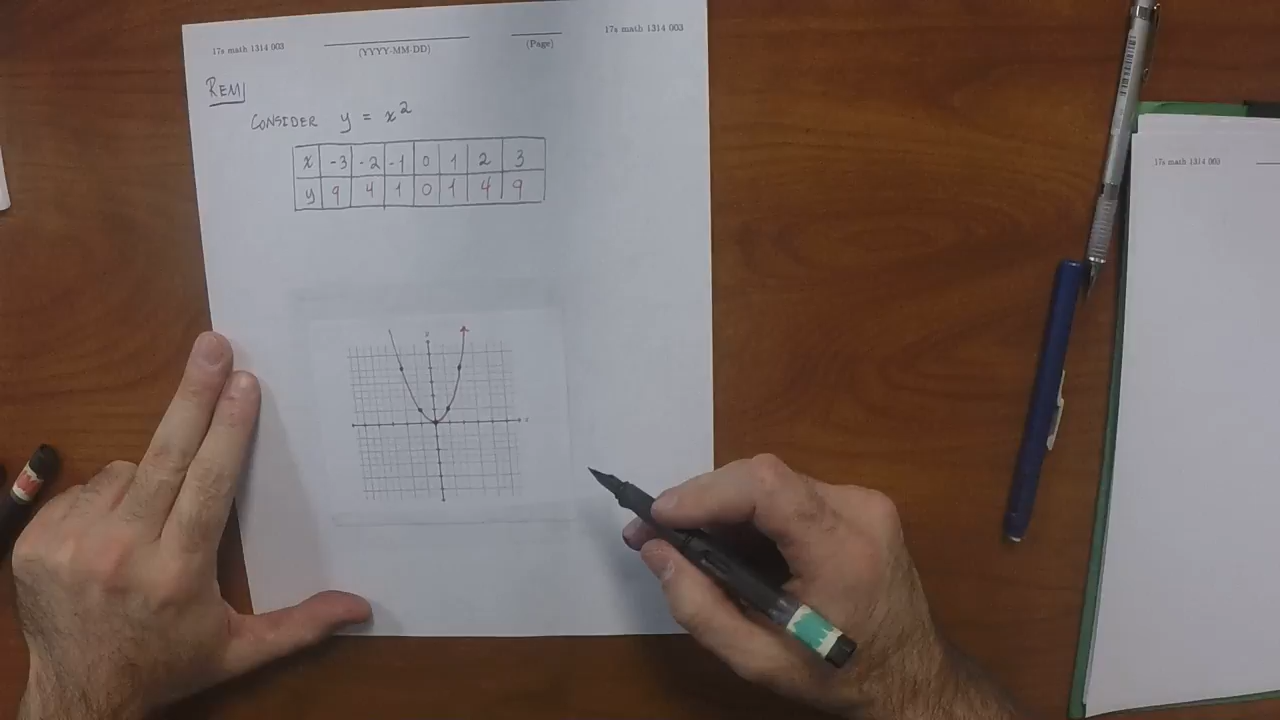 17s math 1314 003 (YYYY-MM-DD) (Page) 17s math 1314 003
REM
CONSIDER y = x²
x -3 -2 -1 0 1 2 3
y 9 4 1 0 1 4 9
17s math 1314 003